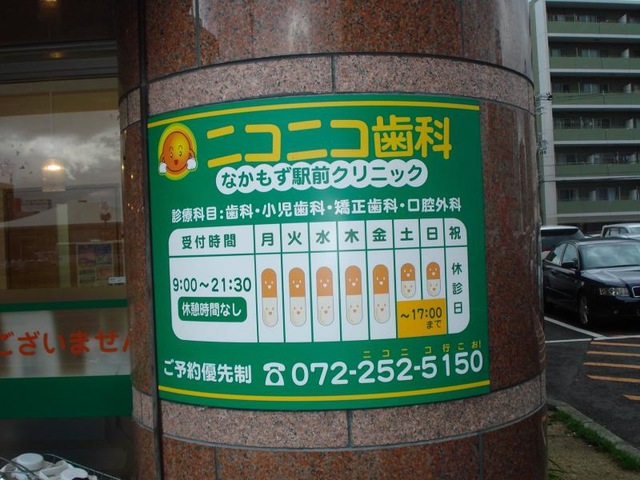 ニコニコ歯科
なかもず駅前クリニック
診療科目:歯科・小児歯科・矯正歯科・口腔外科
受付時間 月 火 水 木 金 土 日 祝
9:00～21:30
休憩時間なし
休診日
～17:00
まで
ニコニコ行こお!
ご予約優先制 ☎072-252-5150
ございません